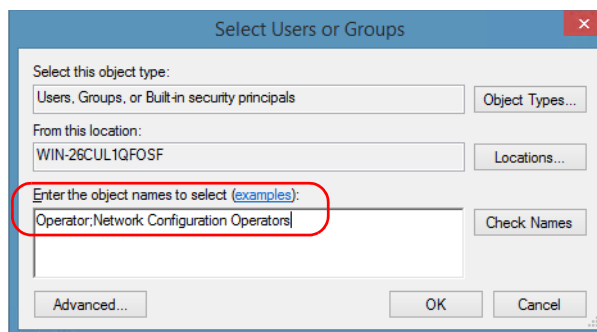 Select Users or Groups
Select this object type:
Users, Groups, or Built-in security principals
Object Types...
From this location:
WIN-26CUL1QFOSF
Locations...
Enter the object names to select (examples):
Operator;Network Configuration Operators
Check Names
Advanced...
OK
Cancel